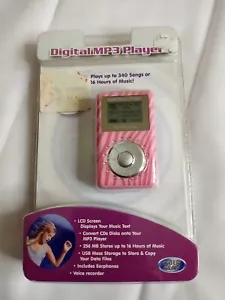 Digital MP3 Player
Plays up to 340 Songs or
16 Hours of Music!
• LCD Screen
Displays Your Music Text
• Convert CDs Disks onto Your
MP3 Player
• 256 MB Stores up to 16 Hours of Music
• USB Mass Storage to Store & Copy
Your Data Files
• Includes Earphones
• Voice recorder